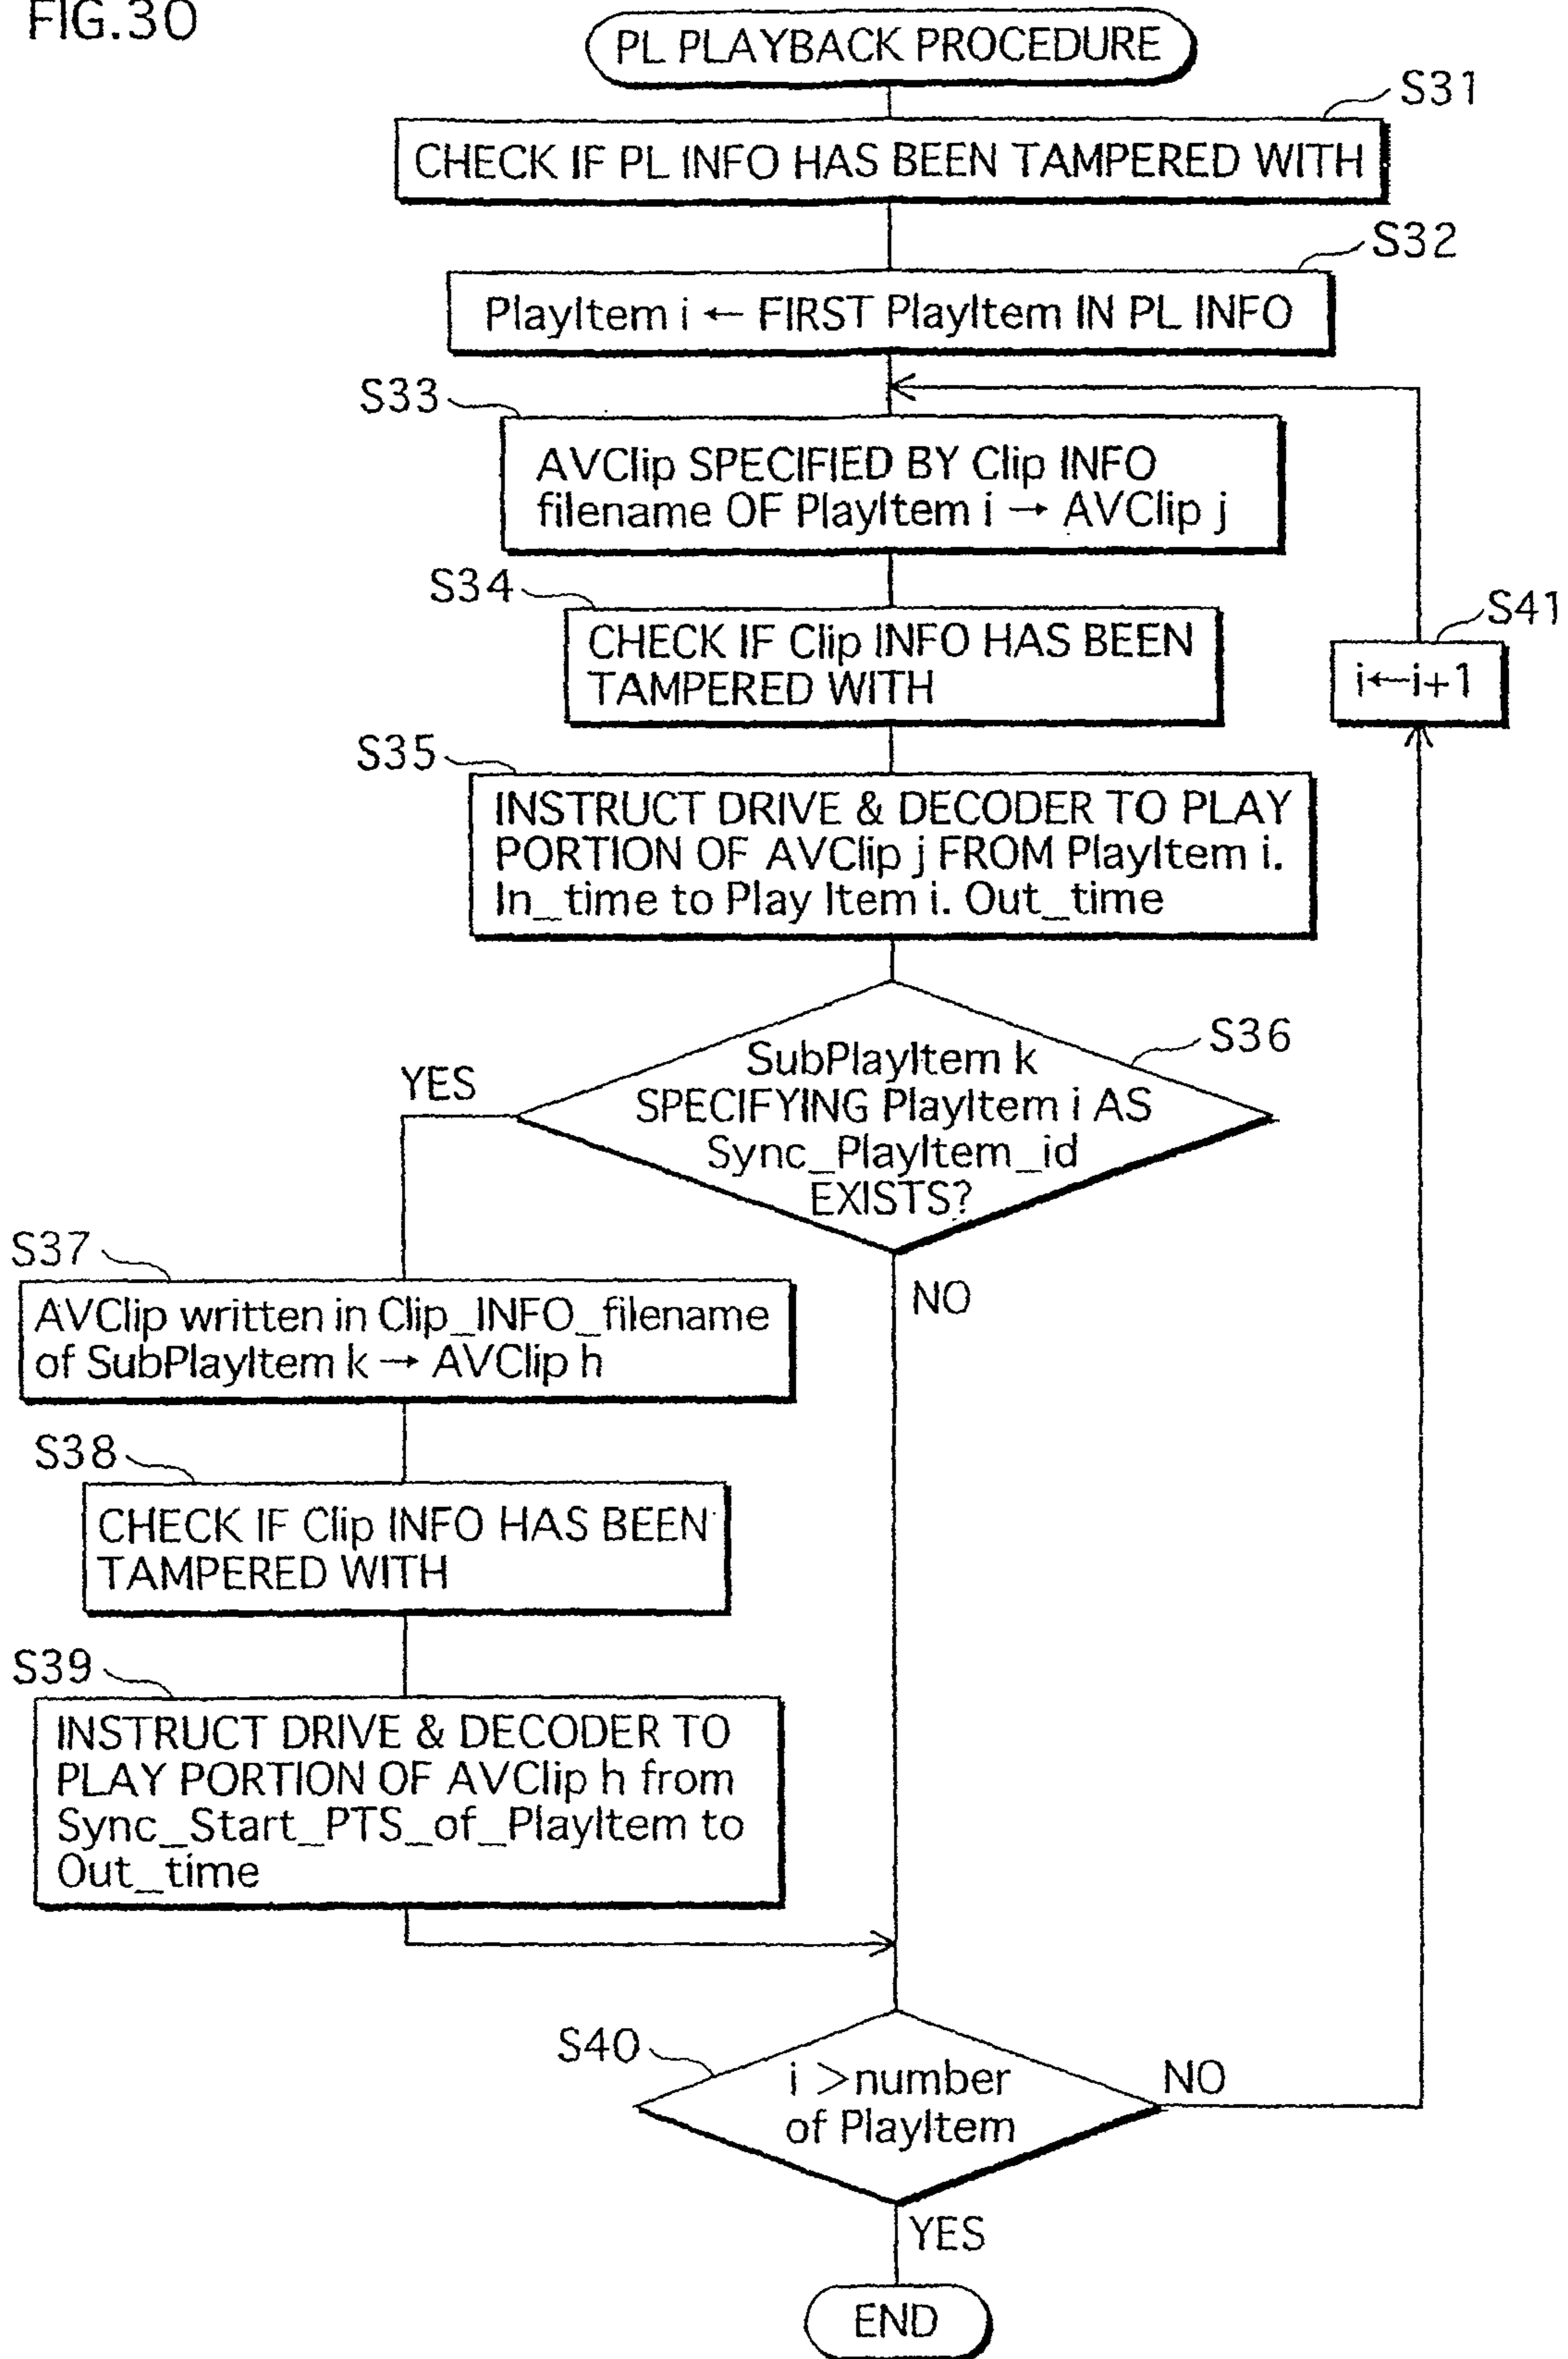 FIG.30
PL PLAYBACK PROCEDURE
S31
CHECK IF PL INFO HAS BEEN TAMPERED WITH
S32
PlayItem i ← FIRST PlayItem IN PL INFO
S33
AVClip SPECIFIED BY Clip INFO
filename OF PlayItem i → AVClip j
S34
CHECK IF Clip INFO HAS BEEN
TAMPERED WITH
S41
i←i+1
S35
INSTRUCT DRIVE & DECODER TO PLAY
PORTION OF AVClip j FROM PlayItem i.
In_time to Play Item i. Out_time
S36
SubPlayItem k
SPECIFYING PlayItem i AS
Sync_PlayItem_id
EXISTS?
YES
NO
S37
AVClip written in Clip_INFO_filename
of SubPlayItem k → AVClip h
S38
CHECK IF Clip INFO HAS BEEN
TAMPERED WITH
S39
INSTRUCT DRIVE & DECODER TO
PLAY PORTION OF AVClip h from
Sync_Start_PTS_of_PlayItem to
Out_time
S40
i >number
of PlayItem
NO
YES
END